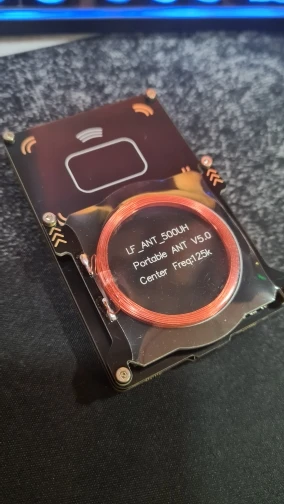 LF_ANT_500UH
Portable ANT V5.0
Center Freq:125k